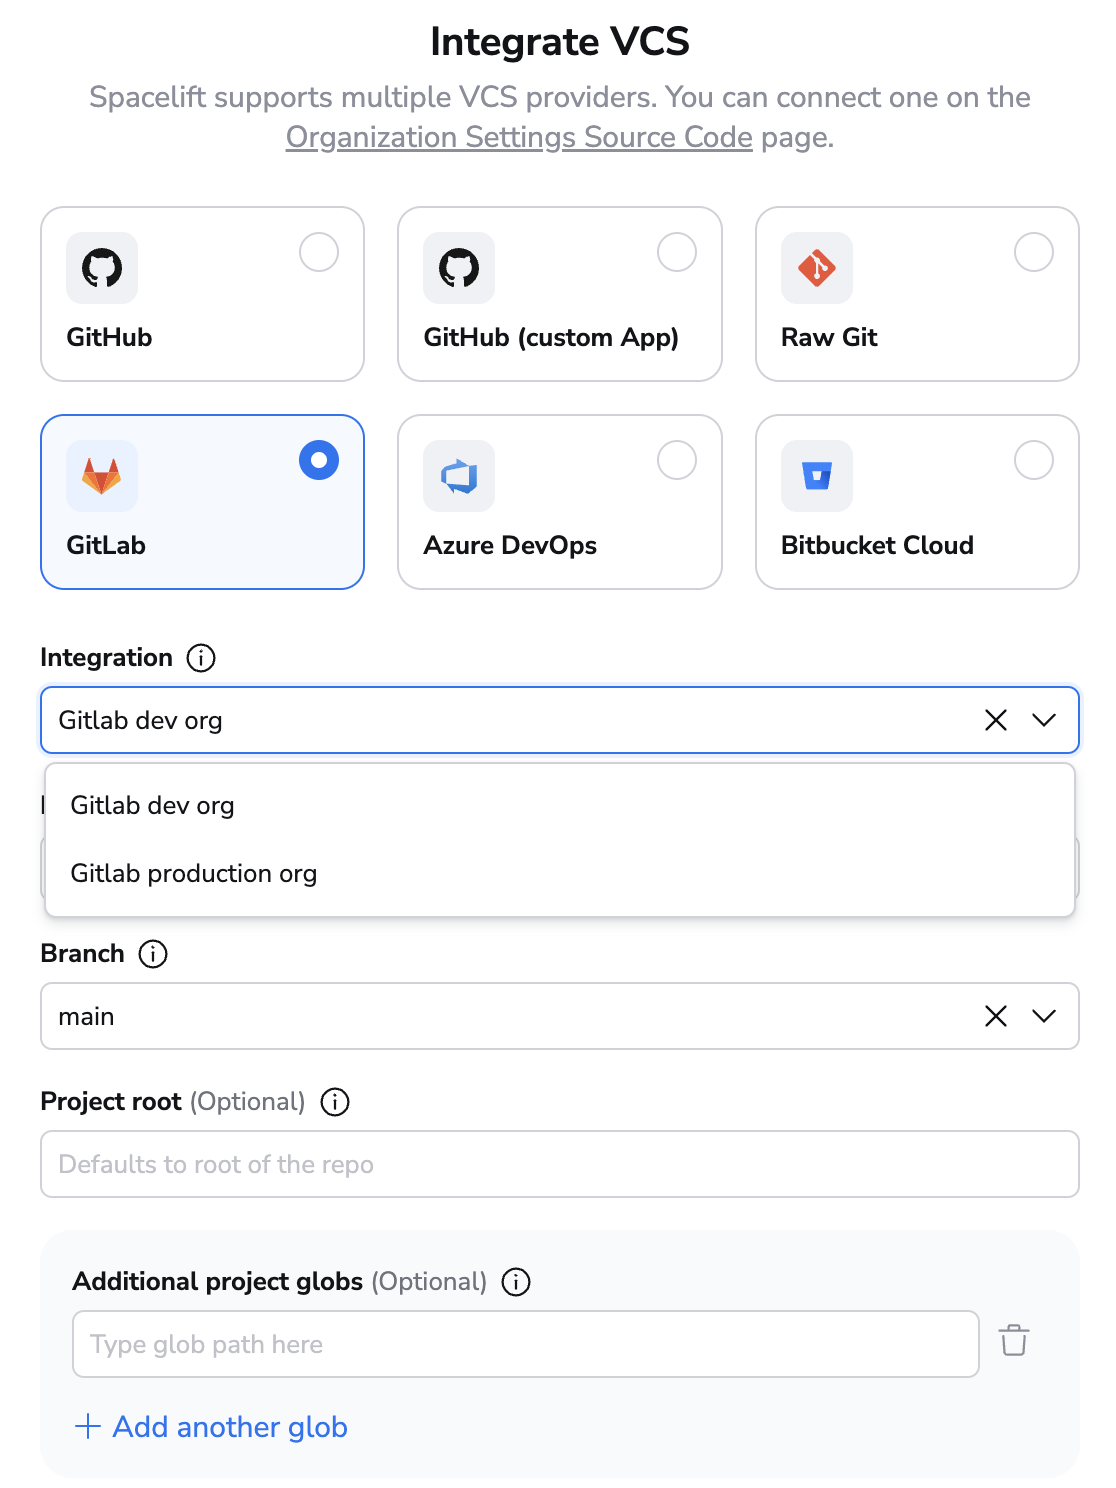 Integrate VCS
Spacelift supports multiple VCS providers. You can connect one on the
Organization Settings Source Code page.
GitHub
GitHub (custom App)
Raw Git
GitLab
Azure DevOps
Bitbucket Cloud
Integration
Gitlab dev org
Gitlab dev org
Gitlab production org
Branch
main
Project root (Optional)
Defaults to root of the repo
Additional project globs (Optional)
Type glob path here
+ Add another glob